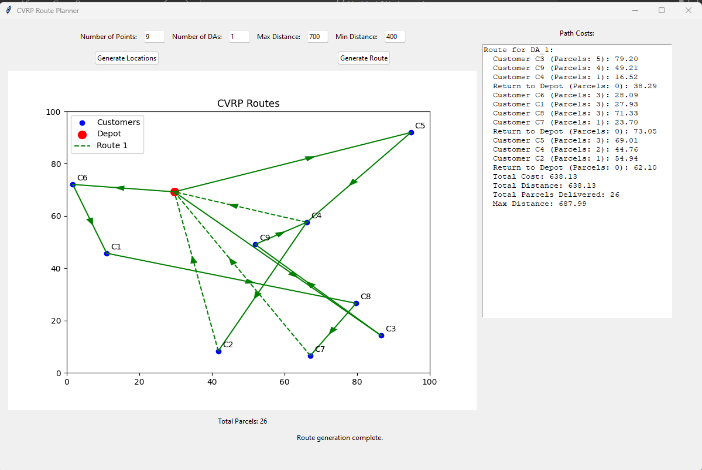 CVRP Route Planner
Number of Points: 9 Number of DAs: 1 Max Distance: 700 Min Distance: 400
Generate Locations Generate Route
CVRP Routes
Customers
Depot
Route 1
C5
C6
C4
C9
C1
C8
C3
C2
C7
100
80
60
40
20
0
0 20 40 60 80 100
Total Parcels: 26
Route generation complete.
Path Costs:
Route for DA_1:
Customer C3 (Parcels: 5): 79.20
Customer C9 (Parcels: 4): 49.21
Customer C4 (Parcels: 1): 16.52
Return to Depot (Parcels: 0): 38.29
Customer C6 (Parcels: 3): 28.09
Customer C1 (Parcels: 3): 27.93
Customer C8 (Parcels: 3): 71.33
Customer C7 (Parcels: 1): 23.70
Return to Depot (Parcels: 0): 73.05
Customer C5 (Parcels: 3): 69.01
Customer C4 (Parcels: 2): 44.76
Customer C2 (Parcels: 1): 54.94
Return to Depot (Parcels: 0): 62.10
Total Cost: 638.13
Total Distance: 638.13
Total Parcels Delivered: 26
Max Distance: 687.99